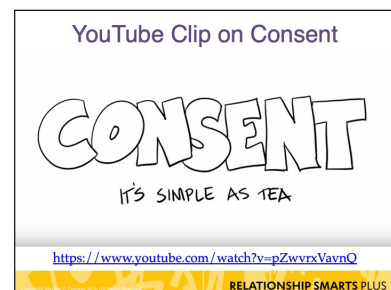 YouTube Clip on Consent
CONSENT
IT'S SIMPLE AS TEA
https://www.youtube.com/watch?v=pZwvrxVavnQ
RELATIONSHIP SMARTS PLUS